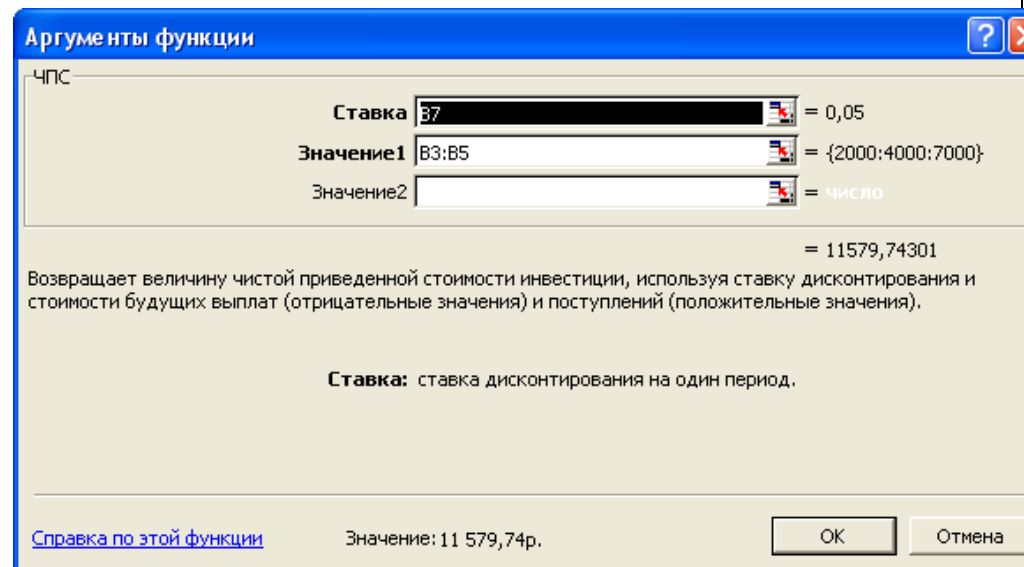 Аргументы функции
ЧПС
Ставка B7 = 0,05
Значение1 B3:B5 = {2000:4000:7000}
Значение2 = число
= 11579,74301
Возвращает величину чистой приведенной стоимости инвестиции, используя ставку дисконтирования и
стоимости будущих выплат (отрицательные значения) и поступлений (положительные значения).
Ставка: ставка дисконтирования на один период.
Справка по этой функции Значение: 11 579,74р. ОК Отмена